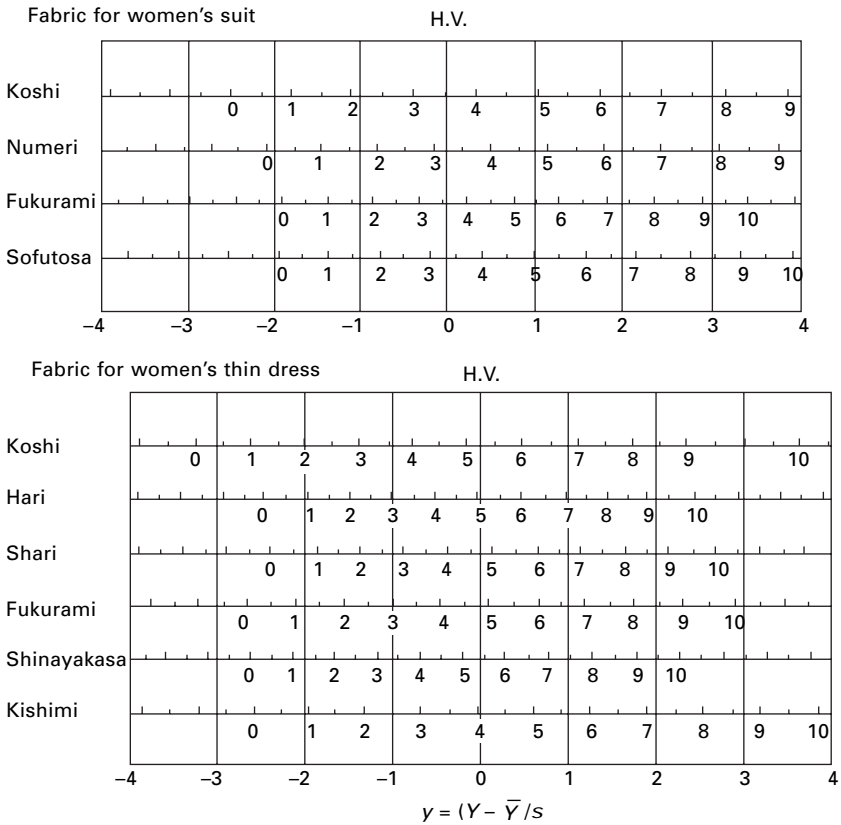 Fabric for women's suit
H.V.
Koshi
0 1 2 3 4 5 6 7 8 9
Numeri
0 1 2 3 4 5 6 7 8 9
Fukurami
0 1 2 3 4 5 6 7 8 9 10
Sofutosa
0 1 2 3 4 5 6 7 8 9 10
–4 –3 –2 –1 0 1 2 3 4
Fabric for women's thin dress
H.V.
Koshi
0 1 2 3 4 5 6 7 8 9 10
Hari
0 1 2 3 4 5 6 7 8 9 10
Shari
0 1 2 3 4 5 6 7 8 9 10
Fukurami
0 1 2 3 4 5 6 7 8 9 10
Shinayakasa
0 1 2 3 4 5 6 7 8 9 10
Kishimi
0 1 2 3 4 5 6 7 8 9 10
–4 –3 –2 –1 0 1 2 3 4
y = (Y – Y̅ /s